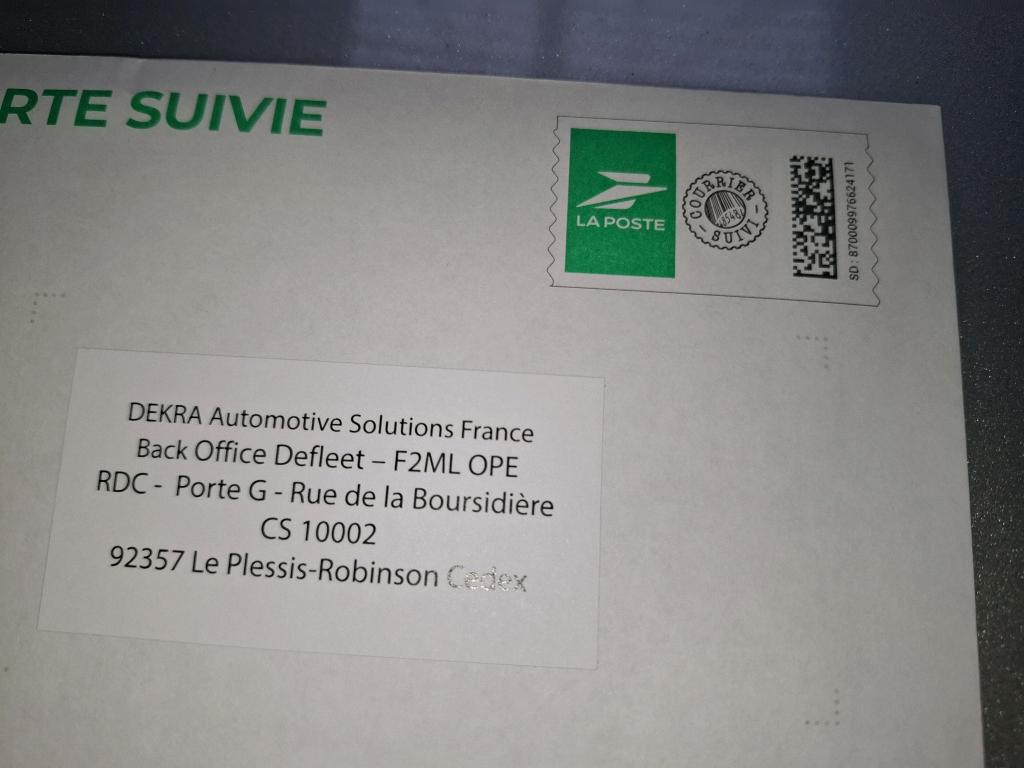 RTE SUIVIE
LA POSTE
COURRIER
SUIVI
SD : 870009976624171
DEKRA Automotive Solutions France
Back Office Defleet – F2ML OPE
RDC - Porte G - Rue de la Boursidière
CS 10002
92357 Le Plessis-Robinson Cedex